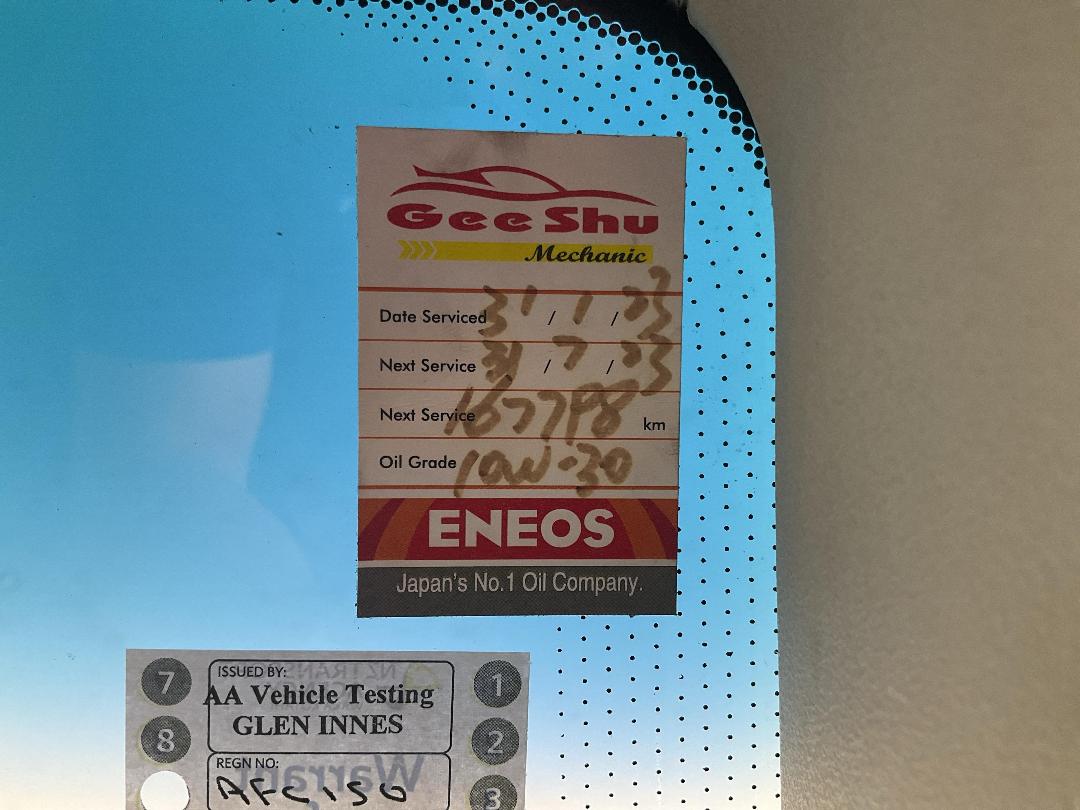 Gee Shu
Mechanic
Date Serviced 31 / 1 / 23
Next Service 31 / 7 / 23
Next Service km
Oil Grade 10W-30
ENEOS
Japan's No.1 Oil Company.
7
ISSUED BY:
1
AA Vehicle Testing
GLEN INNES
8
2
REGN NO:
3